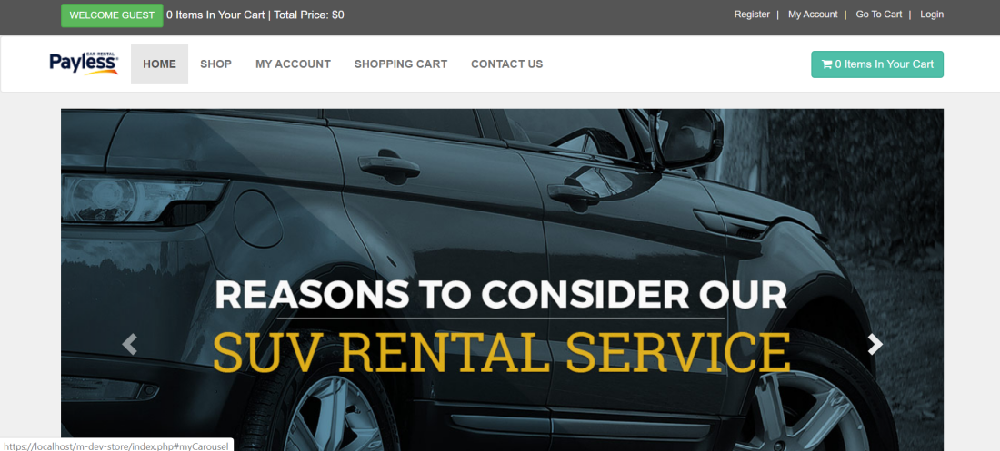 WELCOME GUEST 0 Items In Your Cart | Total Price: $0
Register | My Account | Go To Cart | Login
CAR RENTAL
Payless
HOME SHOP MY ACCOUNT SHOPPING CART CONTACT US
0 Items In Your Cart
REASONS TO CONSIDER OUR
SUV RENTAL SERVICE
https://localhost/m-dev-store/index.php#myCarousel